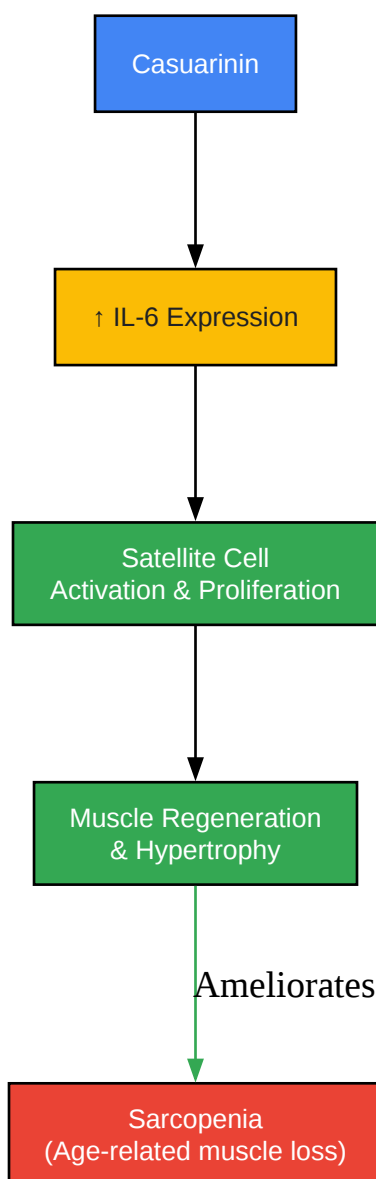 Casuarinin
↑ IL-6 Expression
Satellite Cell
Activation & Proliferation
Muscle Regeneration
& Hypertrophy
Ameliorates
Sarcopenia
(Age-related muscle loss)